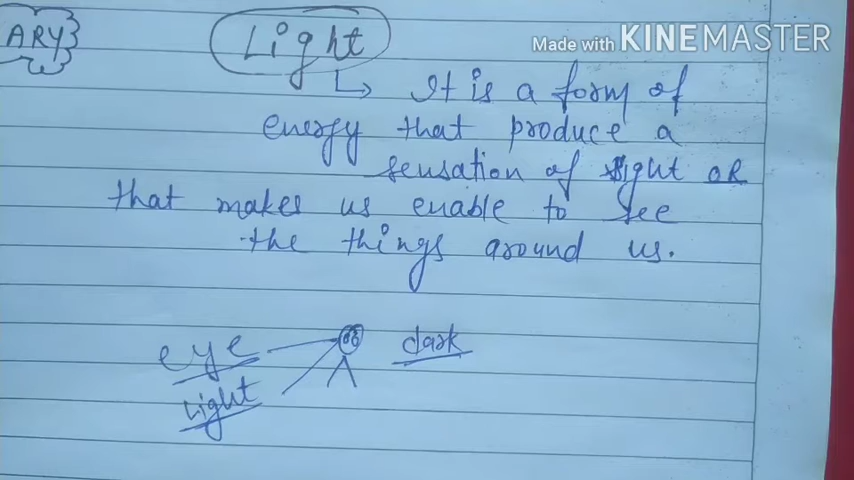 ARY
Light
Made with KINEMASTER
It is a form of
energy that produce a
sensation of sight OR
that makes us enable to see
the things around us.
eye
dark
Light